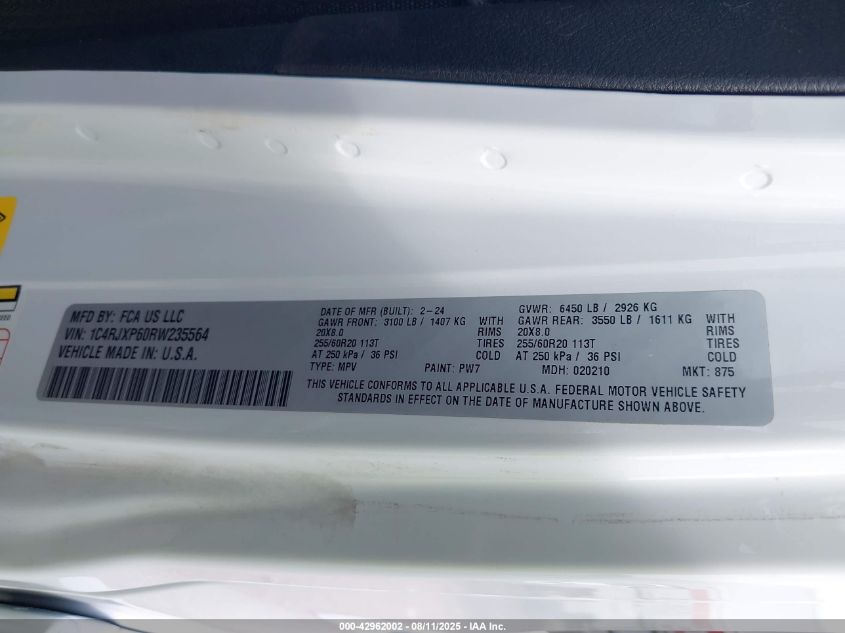 MFD BY: FCA US LLC
VIN: 1C4RJXP60RW235564
VEHICLE MADE IN: U.S.A.
DATE OF MFR (BUILT): 2-24
GAWR FRONT: 3100 LB / 1407 KG WITH
20X8.0 RIMS
255/60R20 113T TIRES
AT 250 kPa / 36 PSI COLD
TYPE: MPV PAINT: PW7
GVWR: 6450 LB / 2926 KG
GAWR REAR: 3550 LB / 1611 KG WITH
20X8.0 RIMS
255/60R20 113T TIRES
AT 250 kPa / 36 PSI COLD
MDH: 020210 MKT: 875
THIS VEHICLE CONFORMS TO ALL APPLICABLE U.S.A. FEDERAL MOTOR VEHICLE SAFETY
STANDARDS IN EFFECT ON THE DATE OF MANUFACTURE SHOWN ABOVE.
000-42962002 - 08/11/2025 - IAA Inc.